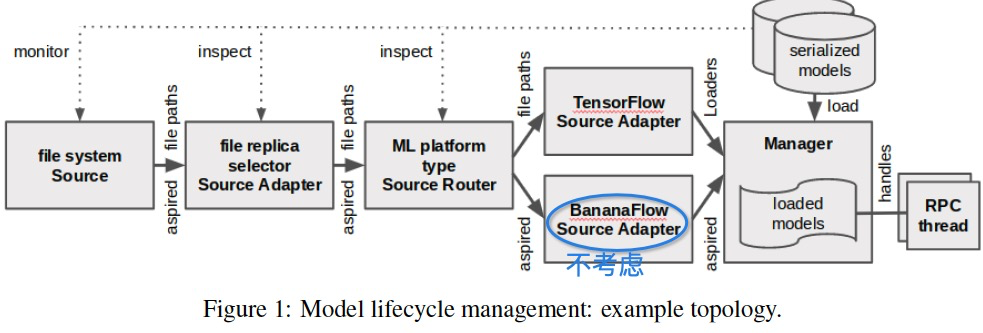 monitor
inspect
inspect
serialized
models
load
file system
Source
aspired file paths
file replica
selector
Source Adapter
aspired file paths
ML platform
type
Source Router
file paths
aspired
TensorFlow
Source Adapter
BananaFlow
Source Adapter
不考虑
Loaders
aspired
Manager
loaded
models
handles
RPC
thread
Figure 1: Model lifecycle management: example topology.